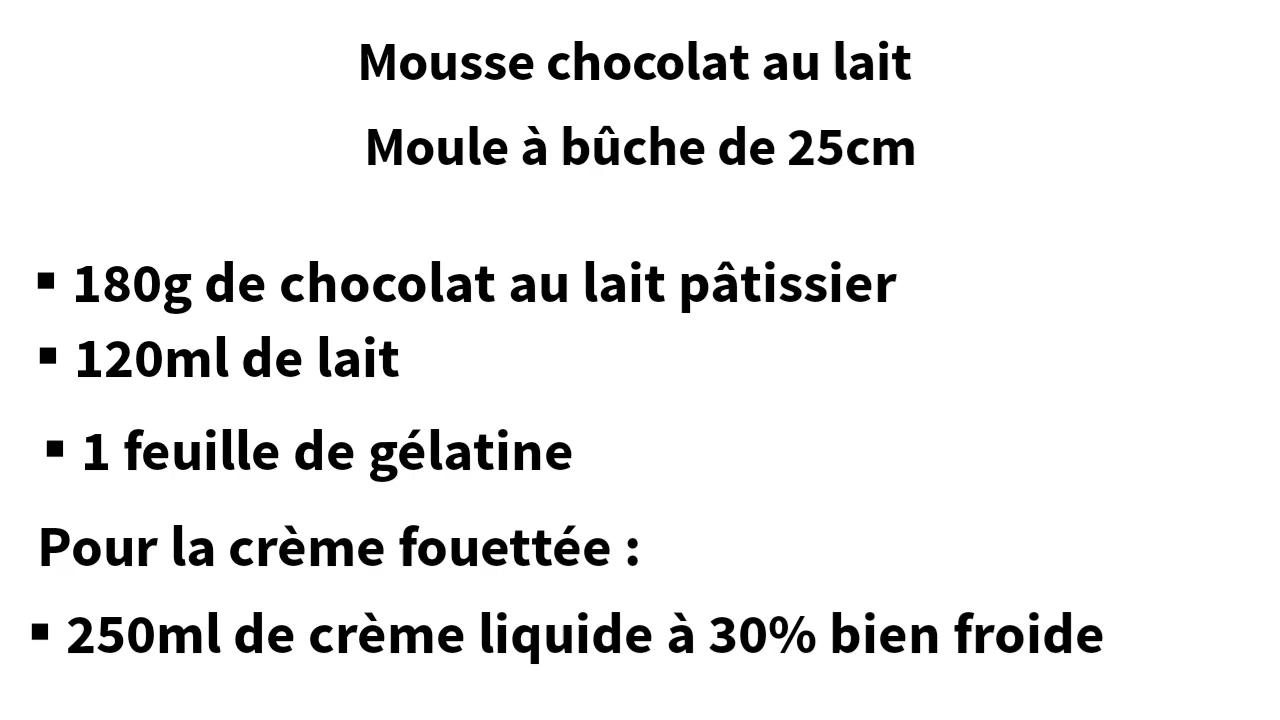 Mousse chocolat au lait
Moule à bûche de 25cm
▪ 180g de chocolat au lait pâtissier
▪ 120ml de lait
▪ 1 feuille de gélatine
Pour la crème fouettée :
▪ 250ml de crème liquide à 30% bien froide